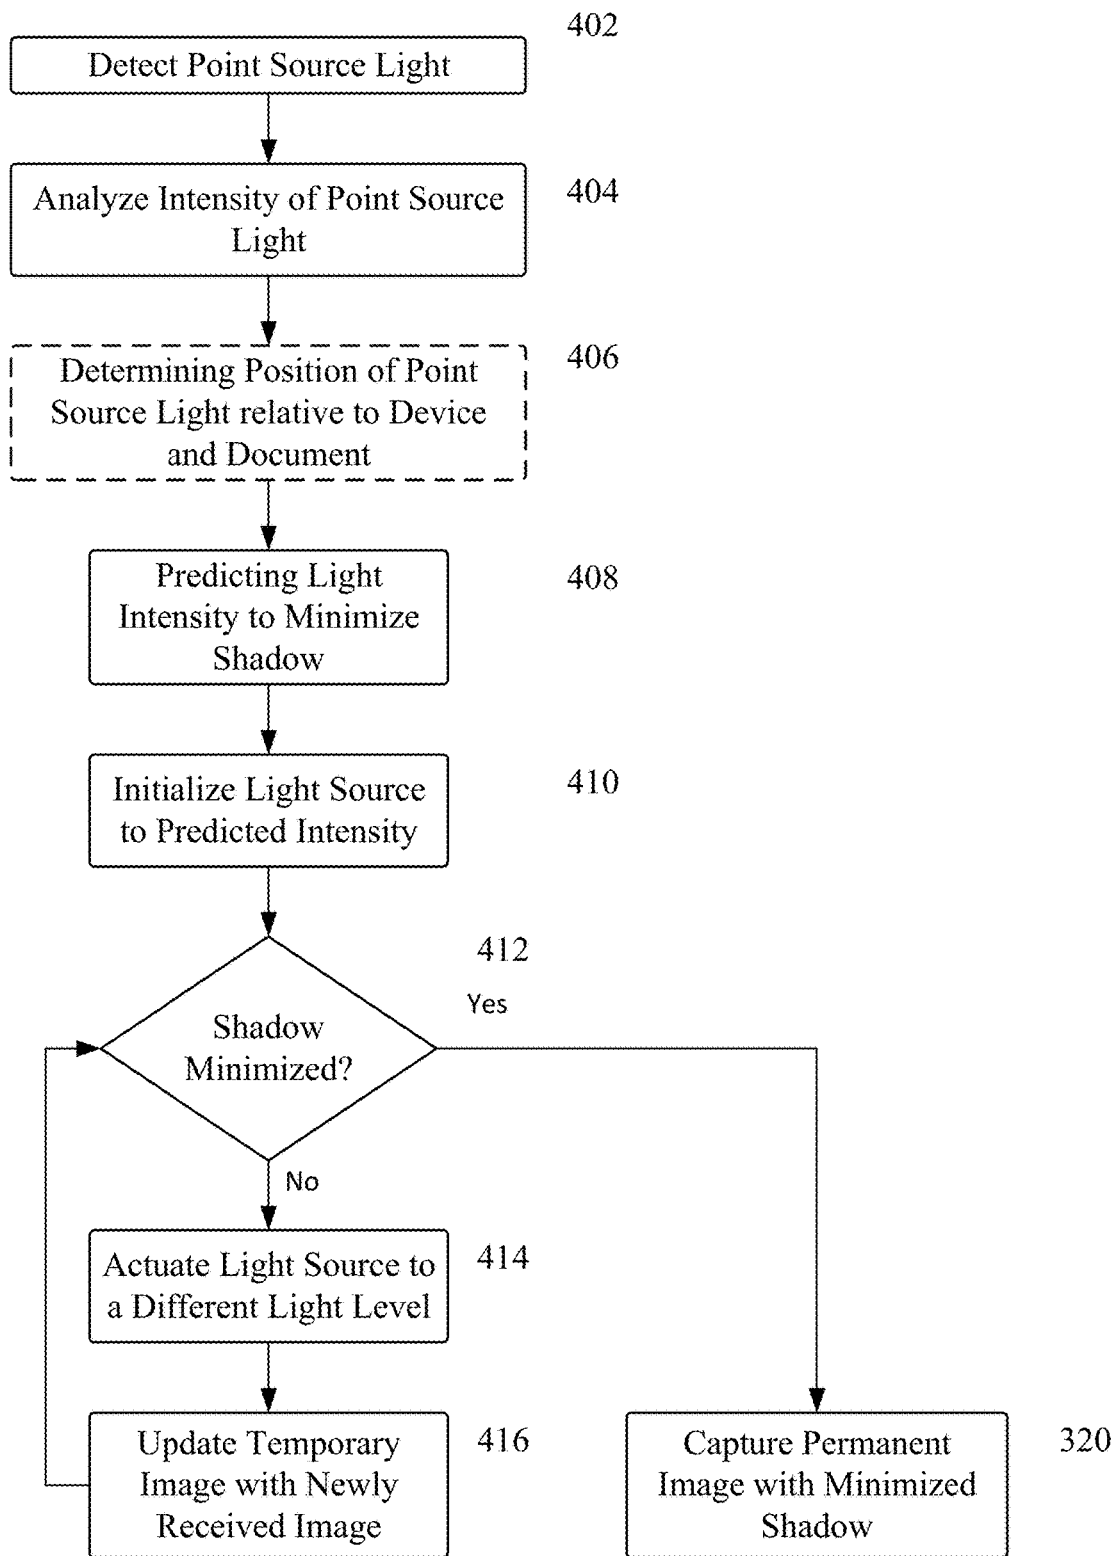 402
Detect Point Source Light
404
Analyze Intensity of Point Source
Light
406
Determining Position of Point
Source Light relative to Device
and Document
408
Predicting Light
Intensity to Minimize
Shadow
410
Initialize Light Source
to Predicted Intensity
412
Yes
Shadow
Minimized?
No
414
Actuate Light Source to
a Different Light Level
416
Update Temporary
Image with Newly
Received Image
320
Capture Permanent
Image with Minimized
Shadow